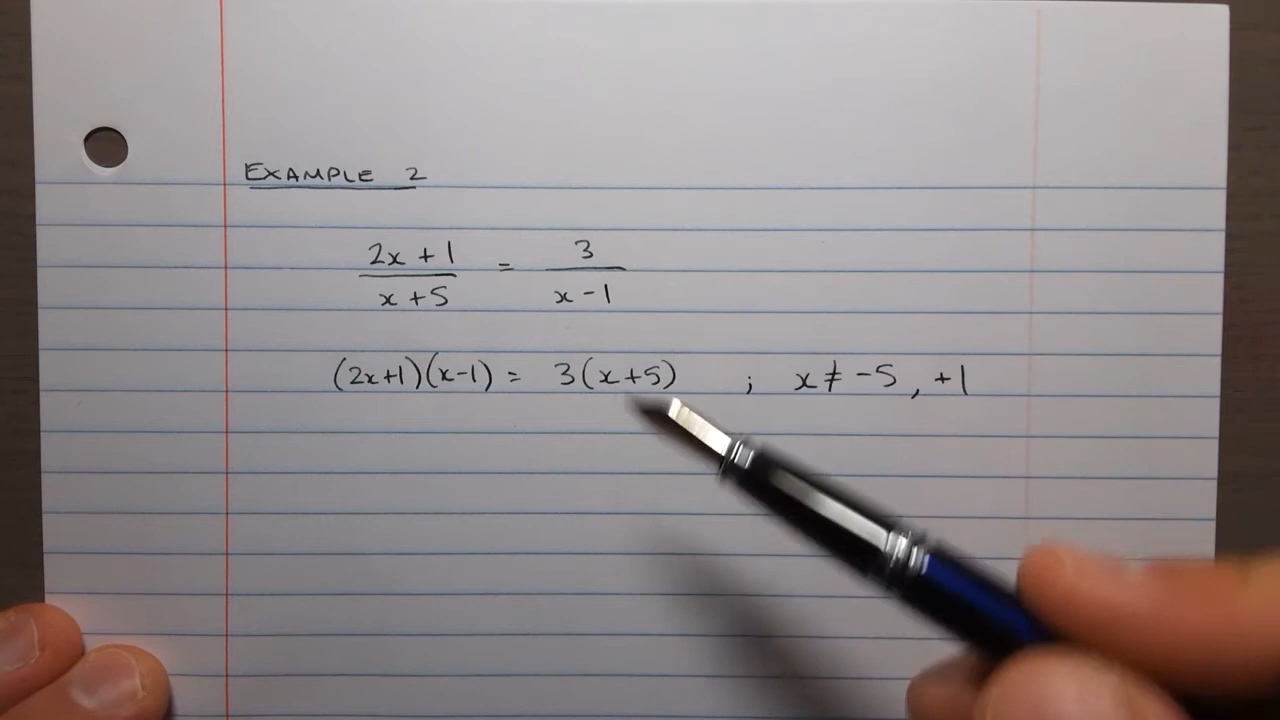 EXAMPLE 2
2x + 1 = 3
x + 5 x - 1
(2x+1)(x-1) = 3(x+5) ; x ≠ -5, +1